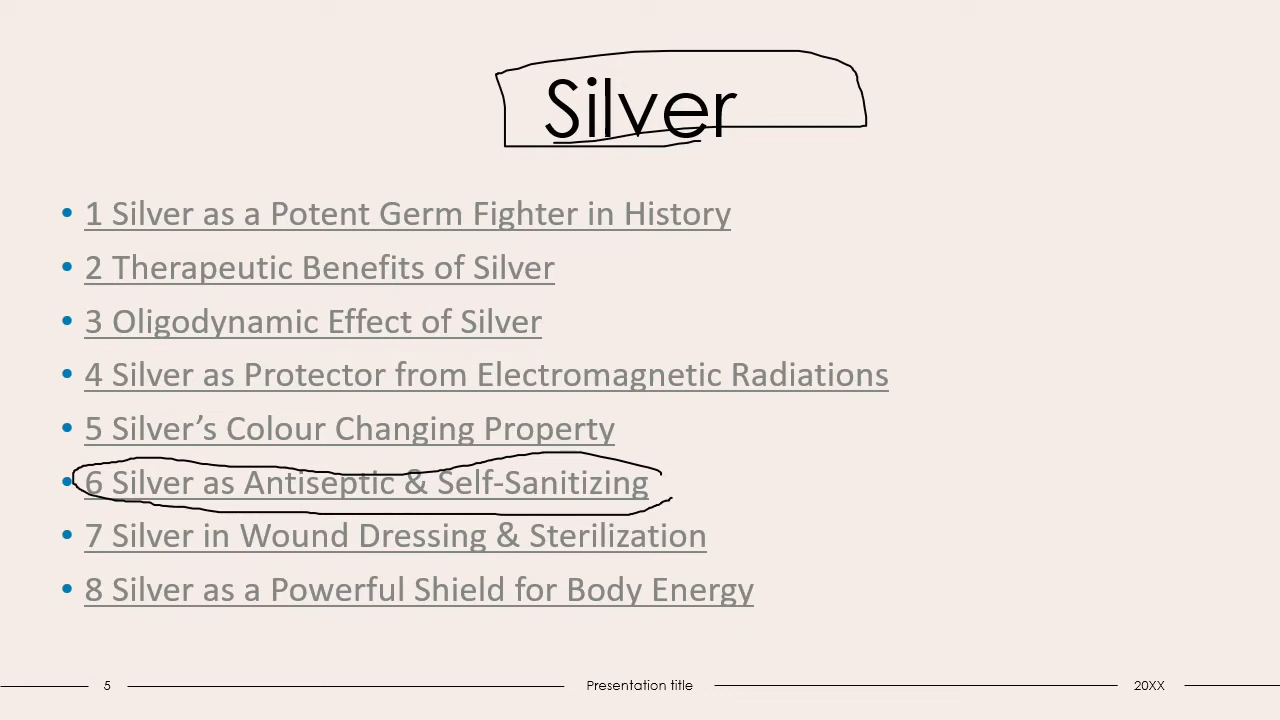 Silver
• 1 Silver as a Potent Germ Fighter in History
• 2 Therapeutic Benefits of Silver
• 3 Oligodynamic Effect of Silver
• 4 Silver as Protector from Electromagnetic Radiations
• 5 Silver’s Colour Changing Property
• 6 Silver as Antiseptic & Self-Sanitizing
• 7 Silver in Wound Dressing & Sterilization
• 8 Silver as a Powerful Shield for Body Energy
5 Presentation title 20XX